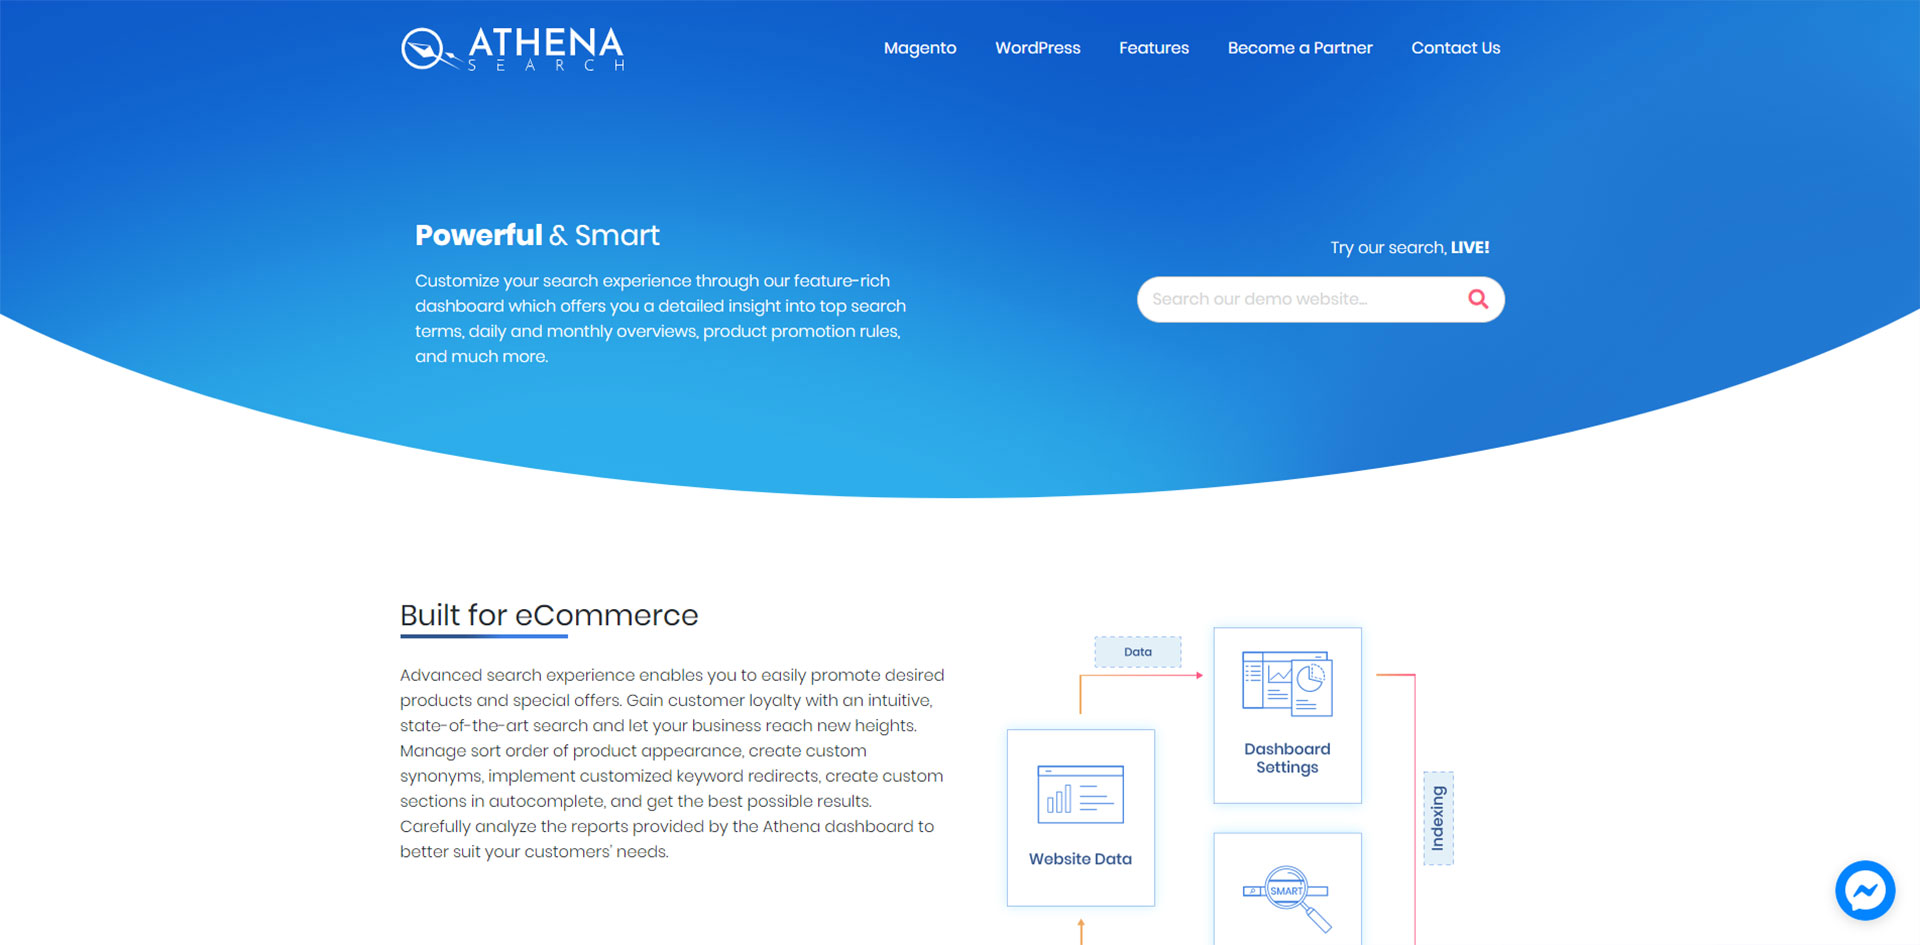 ATHENA
SEARCH
Magento WordPress Features Become a Partner Contact Us
Powerful & Smart
Customize your search experience through our feature-rich
dashboard which offers you a detailed insight into top search
terms, daily and monthly overviews, product promotion rules,
and much more.
Try our search, LIVE!
Search our demo website...
Built for eCommerce
Advanced search experience enables you to easily promote desired
products and special offers. Gain customer loyalty with an intuitive,
state-of-the-art search and let your business reach new heights.
Manage sort order of product appearance, create custom
synonyms, implement customized keyword redirects, create custom
sections in autocomplete, and get the best possible results.
Carefully analyze the reports provided by the Athena dashboard to
better suit your customers' needs.
Data
Dashboard
Settings
Website Data
Indexing
SMART